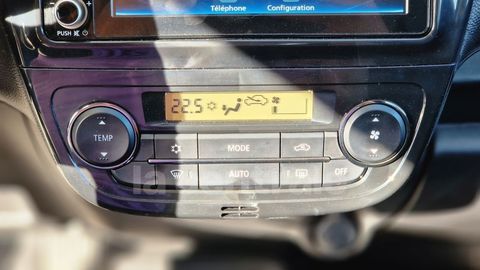 Téléphone Configuration
PUSH
22.5
TEMP
MODE
AUTO
OFF